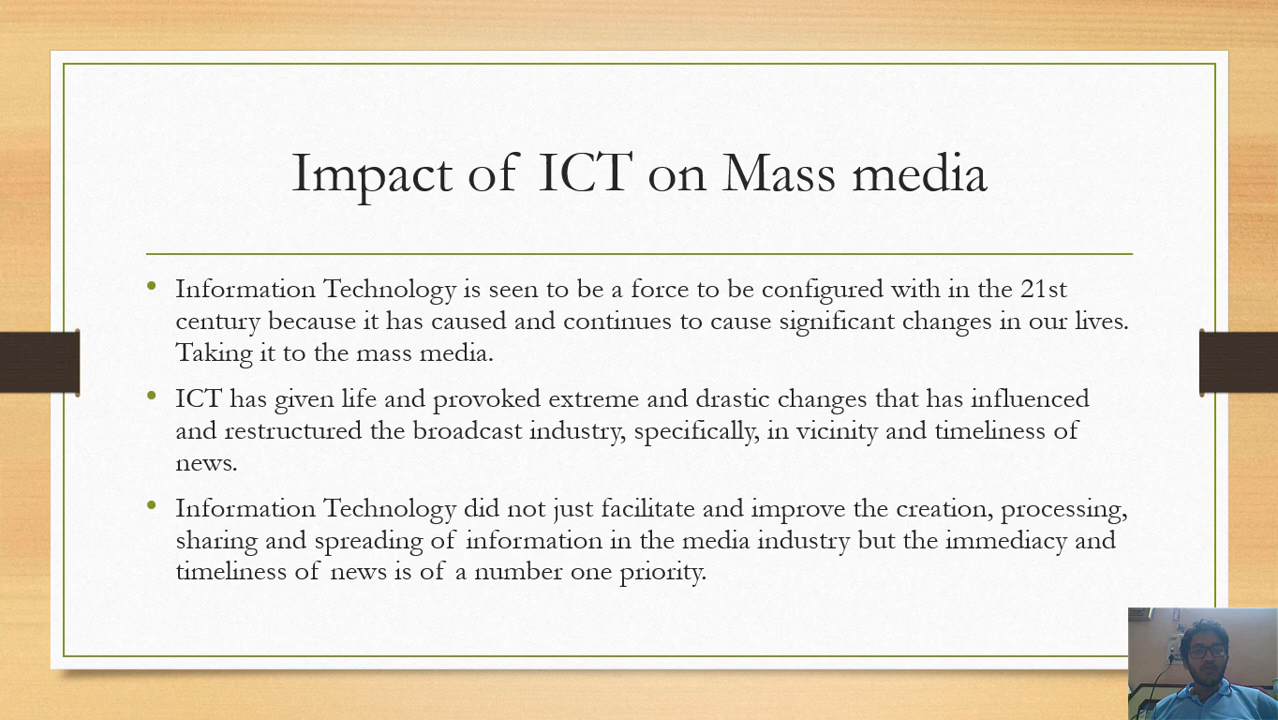 Impact of ICT on Mass media
• Information Technology is seen to be a force to be configured with in the 21st
century because it has caused and continues to cause significant changes in our lives.
Taking it to the mass media.
• ICT has given life and provoked extreme and drastic changes that has influenced
and restructured the broadcast industry, specifically, in vicinity and timeliness of
news.
• Information Technology did not just facilitate and improve the creation, processing,
sharing and spreading of information in the media industry but the immediacy and
timeliness of news is of a number one priority.